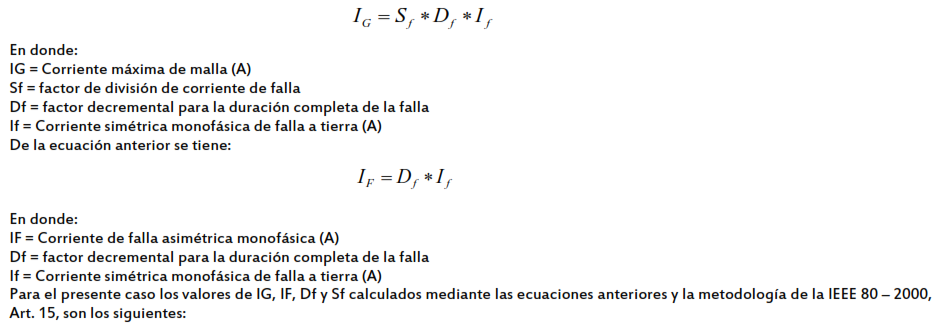 I_G = S_f * D_f * I_f
En donde:
IG = Corriente máxima de malla (A)
Sf = factor de división de corriente de falla
Df = factor decremental para la duración completa de la falla
If = Corriente simétrica monofásica de falla a tierra (A)
De la ecuación anterior se tiene:
I_F = D_f * I_f
En donde:
IF = Corriente de falla asimétrica monofásica (A)
Df = factor decremental para la duración completa de la falla
If = Corriente simétrica monofásica de falla a tierra (A)
Para el presente caso los valores de IG, IF, Df y Sf calculados mediante las ecuaciones anteriores y la metodología de la IEEE 80 – 2000,
Art. 15, son los siguientes: